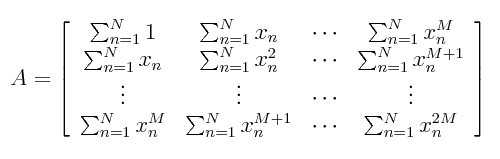 A = [ ∑_{n=1}^{N} 1   ∑_{n=1}^{N} x_n   ⋯   ∑_{n=1}^{N} x_n^{M}
∑_{n=1}^{N} x_n   ∑_{n=1}^{N} x_n^{2}   ⋯   ∑_{n=1}^{N} x_n^{M+1}
⋮   ⋮   …   ⋮
∑_{n=1}^{N} x_n^{M}   ∑_{n=1}^{N} x_n^{M+1}   ⋯   ∑_{n=1}^{N} x_n^{2M} ]